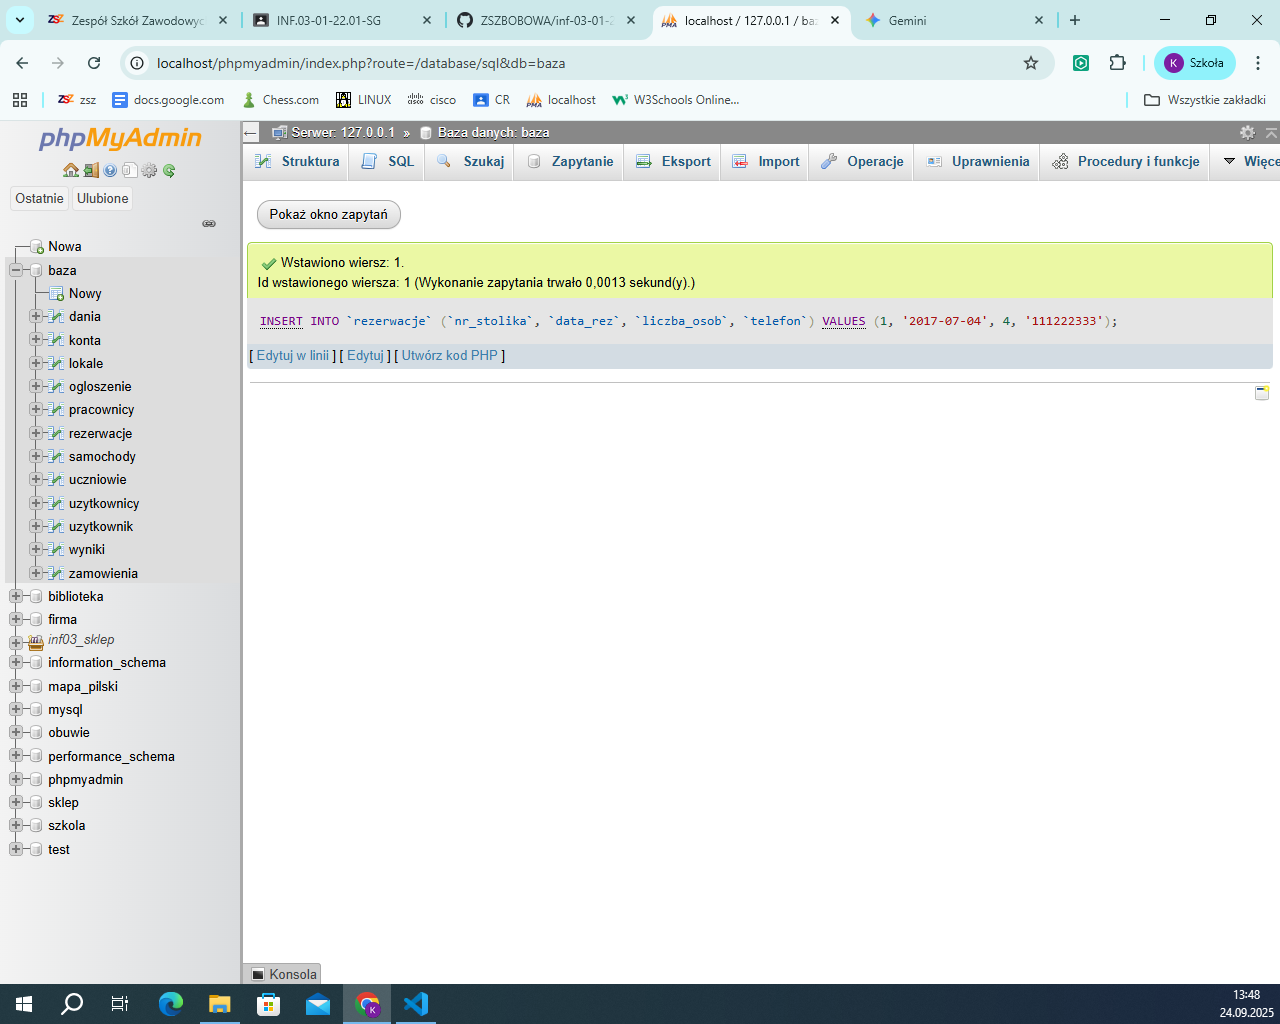 Zespół Szkół Zawodowyc
INF.03-01-22.01-SG
ZSZBOBOWA/inf-03-01-2
localhost / 127.0.0.1 / baz
Gemini
localhost/phpmyadmin/index.php?route=/database/sql&db=baza
K Szkoła
zsz
docs.google.com
Chess.com
LINUX
cisco
CR
localhost
W3Schools Online...
Wszystkie zakładki
phpMyAdmin
Ostatnie
Ulubione
Nowa
baza
Nowy
dania
konta
lokale
ogloszenie
pracownicy
rezerwacje
samochody
uczniowie
uzytkownicy
uzytkownik
wyniki
zamowienia
biblioteka
firma
inf03_sklep
information_schema
mapa_pilski
mysql
obuwie
performance_schema
phpmyadmin
sklep
szkola
test
Serwer: 127.0.0.1 » Baza danych: baza
Struktura
SQL
Szukaj
Zapytanie
Eksport
Import
Operacje
Uprawnienia
Procedury i funkcje
Więce
Pokaż okno zapytań
Wstawiono wiersz: 1.
Id wstawionego wiersza: 1 (Wykonanie zapytania trwało 0,0013 sekund(y).)
INSERT INTO `rezerwacje` (`nr_stolika`, `data_rez`, `liczba_osob`, `telefon`) VALUES (1, '2017-07-04', 4, '111222333');
[ Edytuj w linii ] [ Edytuj ] [ Utwórz kod PHP ]
Konsola
13:48
24.09.2025